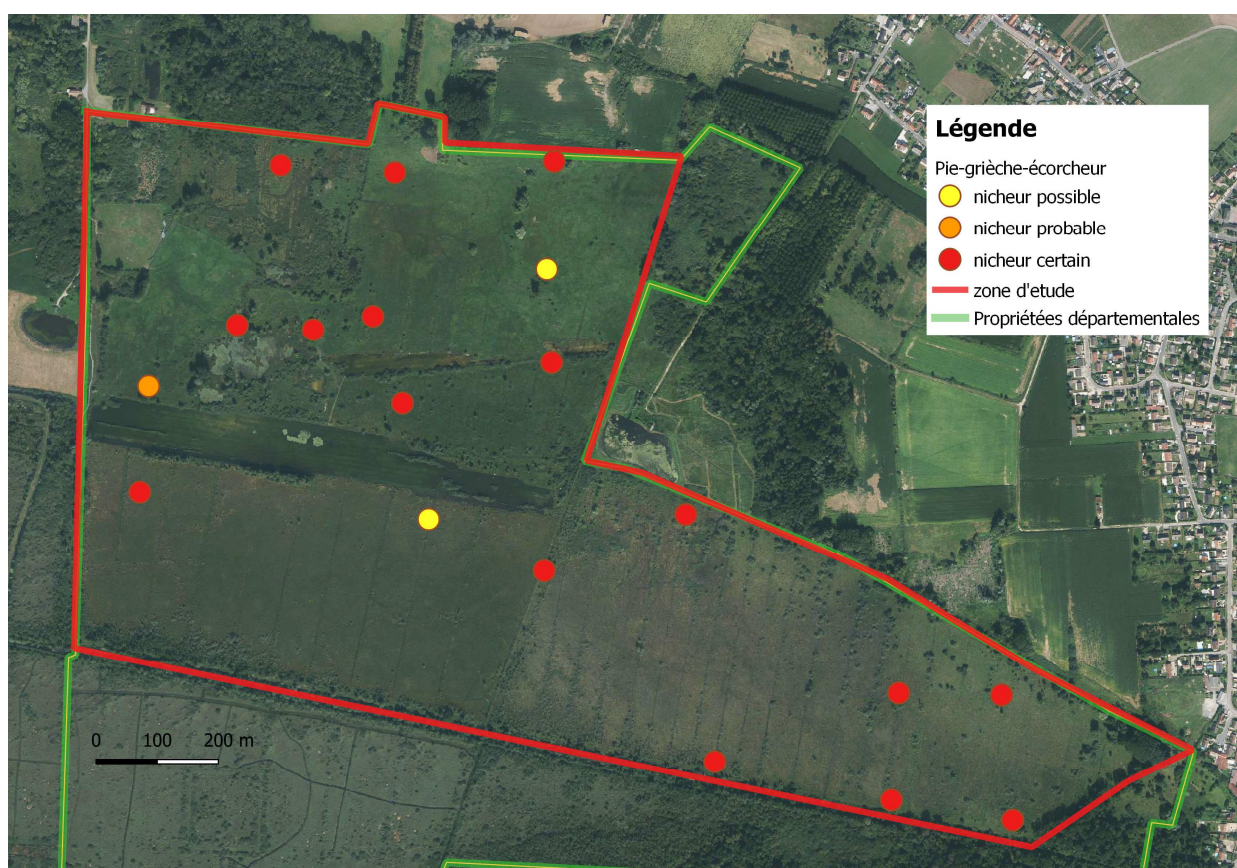 Légende
Pie-grièche-écorcheur
nicheur possible
nicheur probable
nicheur certain
zone d'etude
Propriétées départementales
0 100 200 m